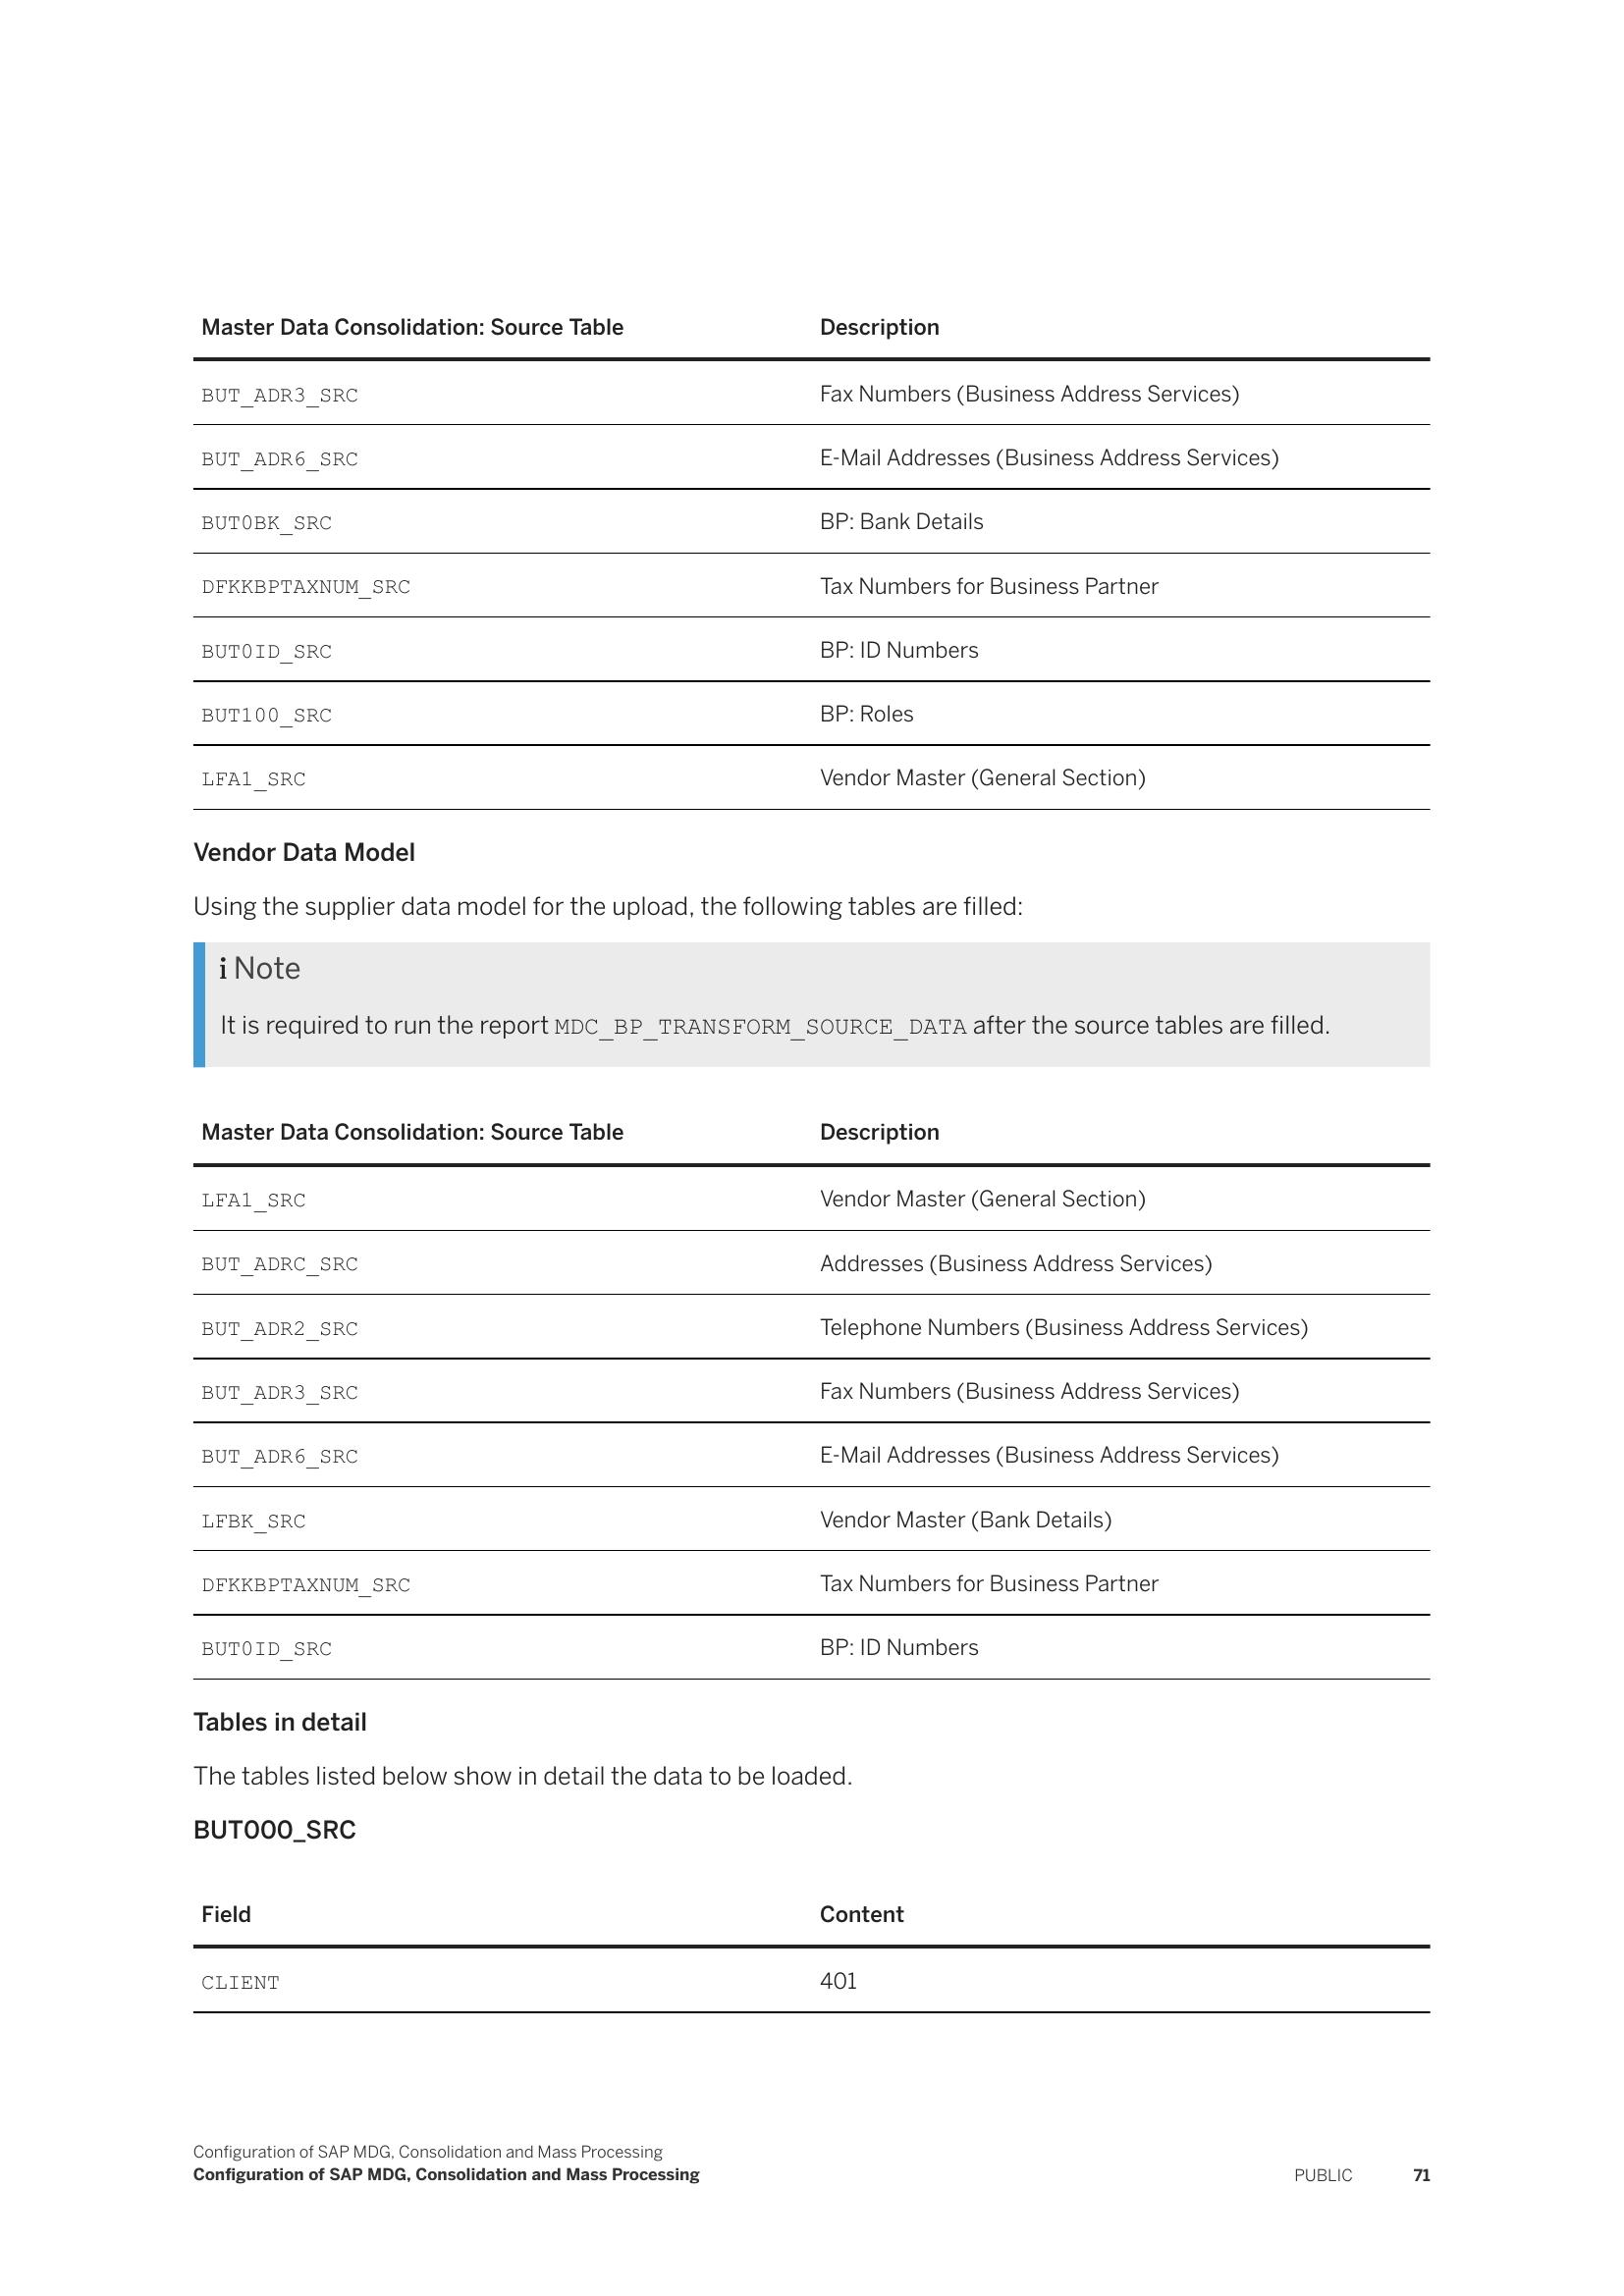 Master Data Consolidation: Source Table Description
BUT_ADR3_SRC Fax Numbers (Business Address Services)
BUT_ADR6_SRC E-Mail Addresses (Business Address Services)
BUT0BK_SRC BP: Bank Details
DFKKBPTAXNUM_SRC Tax Numbers for Business Partner
BUT0ID_SRC BP: ID Numbers
BUT100_SRC BP: Roles
LFA1_SRC Vendor Master (General Section)
Vendor Data Model
Using the supplier data model for the upload, the following tables are filled:
i Note
It is required to run the report MDC_BP_TRANSFORM_SOURCE_DATA after the source tables are filled.
Master Data Consolidation: Source Table Description
LFA1_SRC Vendor Master (General Section)
BUT_ADRC_SRC Addresses (Business Address Services)
BUT_ADR2_SRC Telephone Numbers (Business Address Services)
BUT_ADR3_SRC Fax Numbers (Business Address Services)
BUT_ADR6_SRC E-Mail Addresses (Business Address Services)
LFBK_SRC Vendor Master (Bank Details)
DFKKBPTAXNUM_SRC Tax Numbers for Business Partner
BUT0ID_SRC BP: ID Numbers
Tables in detail
The tables listed below show in detail the data to be loaded.
BUT000_SRC
Field Content
CLIENT 401
Configuration of SAP MDG, Consolidation and Mass Processing
Configuration of SAP MDG, Consolidation and Mass Processing PUBLIC 71